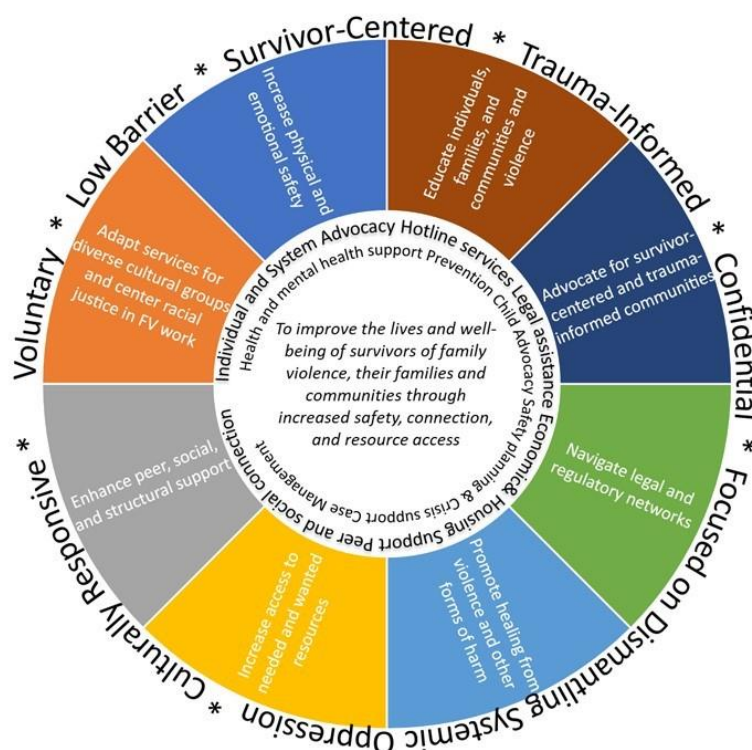 Voluntary * Low Barrier * Survivor-Centered * Trauma-Informed * Confidential * Focused on Dismantling Systemic Oppression * Culturally Responsive *
Increase physical and
emotional safety
Educate indivduals,
families, and
communities and
violence
Advocate for survivor-
centered and trauma-
informed communities
Navigate legal and
regulatory networks
Promote healing from
violence and other
forms of harm
Increase access to
needed and wanted
resources
Enhance peer, social,
and structural support
Adapt services for
diverse cultural groups
and center racial
justice in FV work
Individual and System Advocacy Hotline services Legal assistance Economic& Housing Support Peer and social connection
Health and mental health support Prevention Child Advocacy Safety planning & Crisis support Case Management
To improve the lives and well-
being of survivors of family
violence, their families and
communities through
increased safety, connection,
and resource access